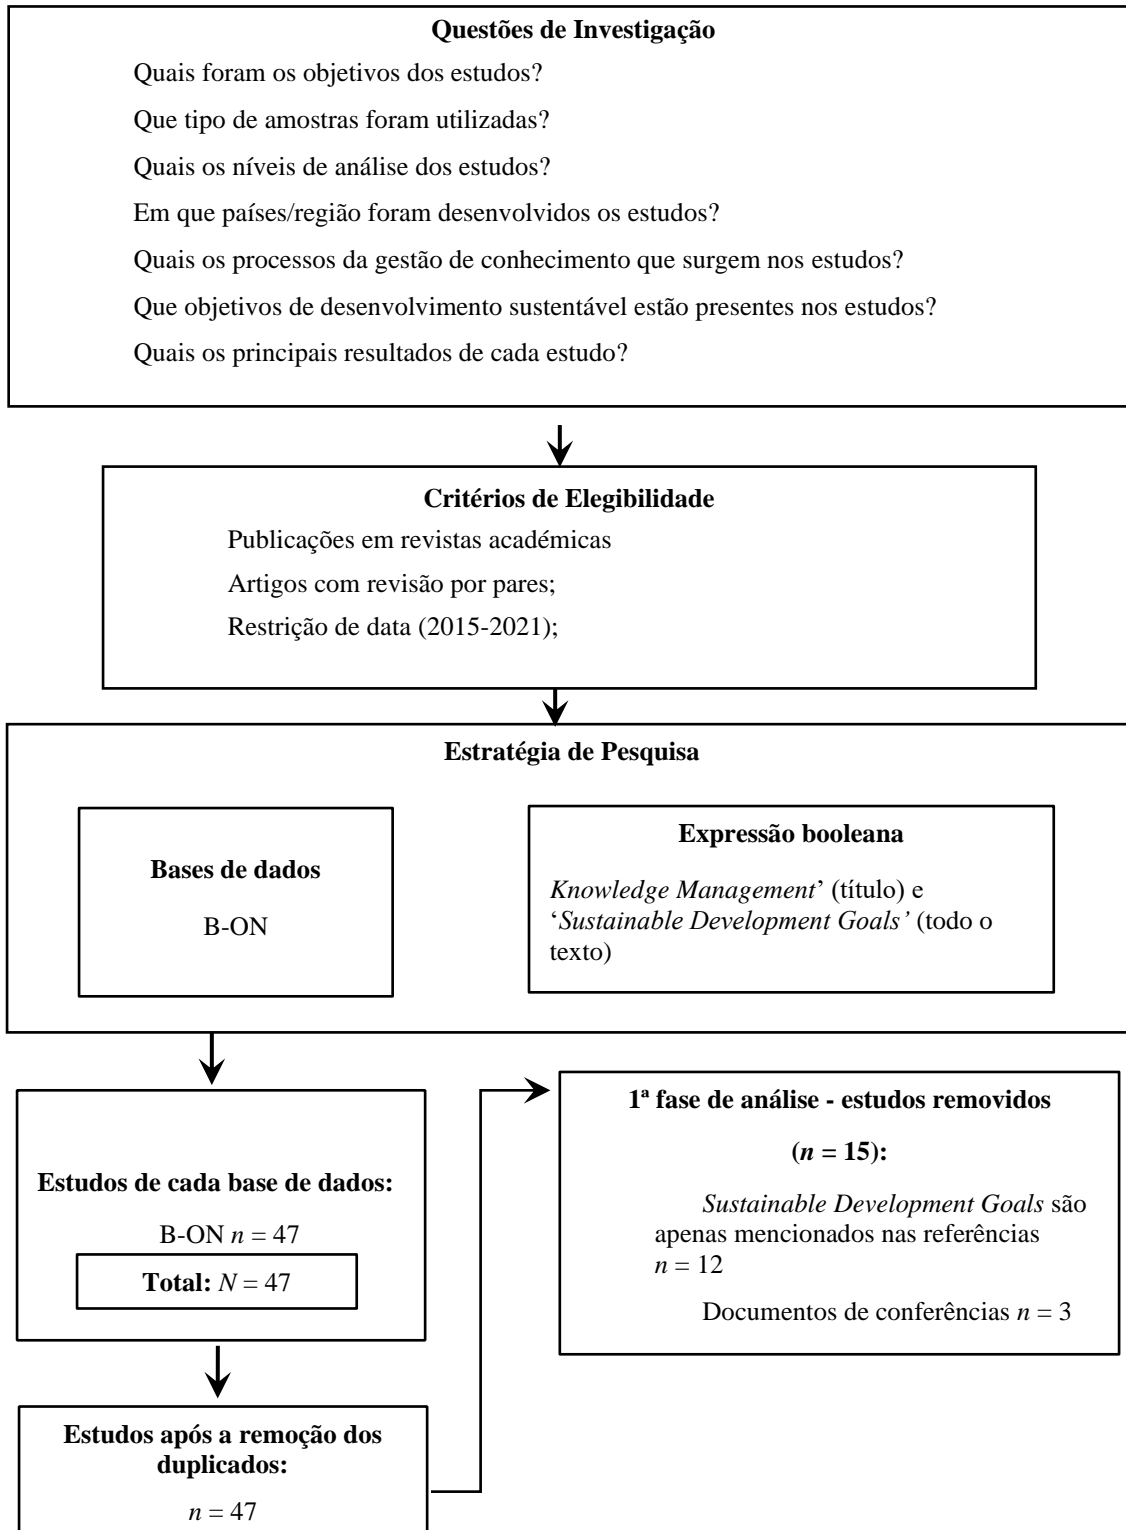 Questões de Investigação
Quais foram os objetivos dos estudos?
Que tipo de amostras foram utilizadas?
Quais os níveis de análise dos estudos?
Em que países/região foram desenvolvidos os estudos?
Quais os processos da gestão de conhecimento que surgem nos estudos?
Que objetivos de desenvolvimento sustentável estão presentes nos estudos?
Quais os principais resultados de cada estudo?
Critérios de Elegibilidade
Publicações em revistas académicas
Artigos com revisão por pares;
Restrição de data (2015-2021);
Estratégia de Pesquisa
Bases de dados
B-ON
Expressão booleana
Knowledge Management’ (título) e
‘Sustainable Development Goals’ (todo o
texto)
Estudos de cada base de dados:
B-ON n = 47
Total: N = 47
1ª fase de análise - estudos removidos
(n = 15):
Sustainable Development Goals são
apenas mencionados nas referências
n = 12
Documentos de conferências n = 3
Estudos após a remoção dos
duplicados:
n = 47